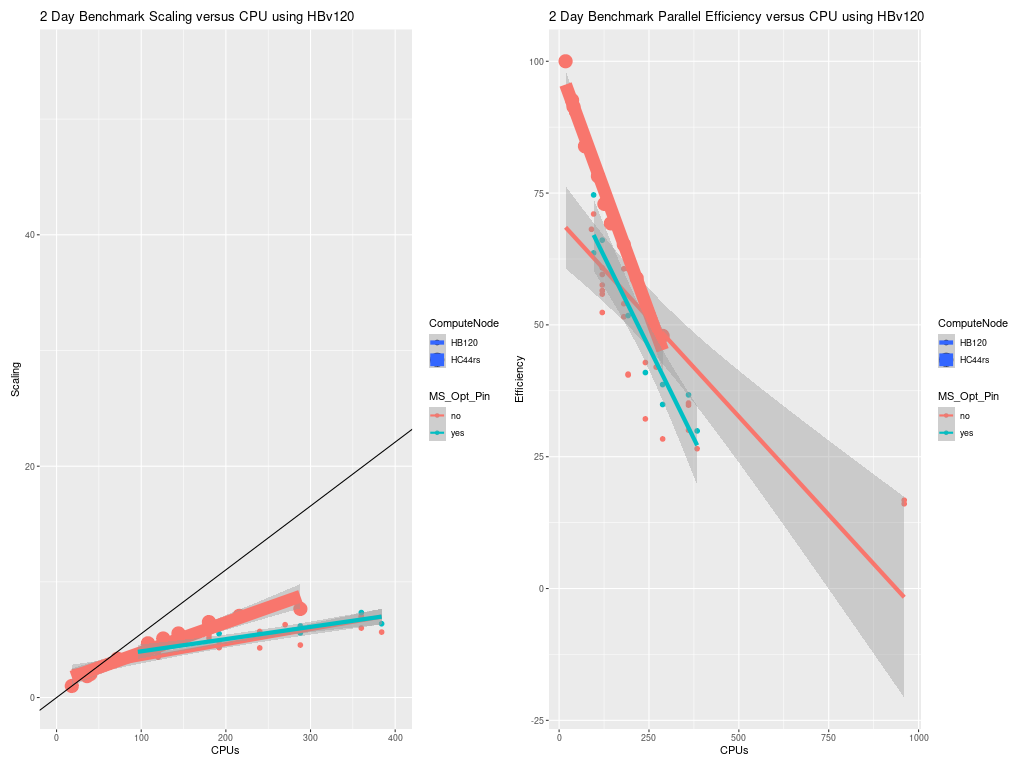 2 Day Benchmark Scaling versus CPU using HBv120
40
20
0
Scaling
0 100 200 300 400
CPUs
ComputeNode
HB120
HC44rs
MS_Opt_Pin
no
yes
2 Day Benchmark Parallel Efficiency versus CPU using HBv120
100
75
50
25
0
-25
Efficiency
0 250 500 750 1000
CPUs
ComputeNode
HB120
HC44rs
MS_Opt_Pin
no
yes